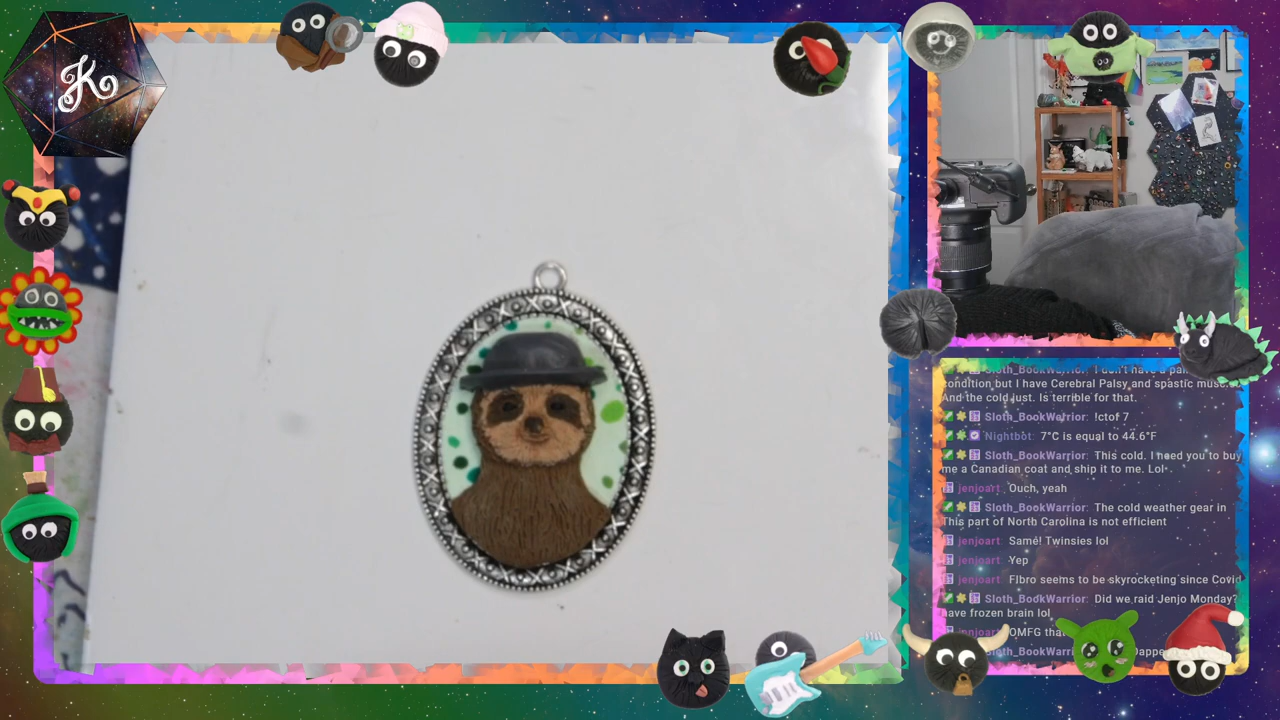 K
Sloth_BookWarrior: I don't have a
condition but I have Cerebral Palsy and spastic
And the cold just. Is terrible for that.
Sloth_BookWarrior: !ctof 7
Nightbot: 7°C is equal to 44.6°F
Sloth_BookWarrior: This cold. I need you to buy
me a Canadian coat and ship it to me. Lol
jenjoart: Ouch, yeah
Sloth_BookWarrior: The cold weather gear in
This part of North Carolina is not efficient
jenjoart: Same! Twinsies lol
jenjoart: Yep
jenjoart: FIbro seems to be skyrocketing since Covid
Sloth_BookWarrior: Did we raid Jenjo Monday?
have frozen brain lol
jenjoart: OMFG